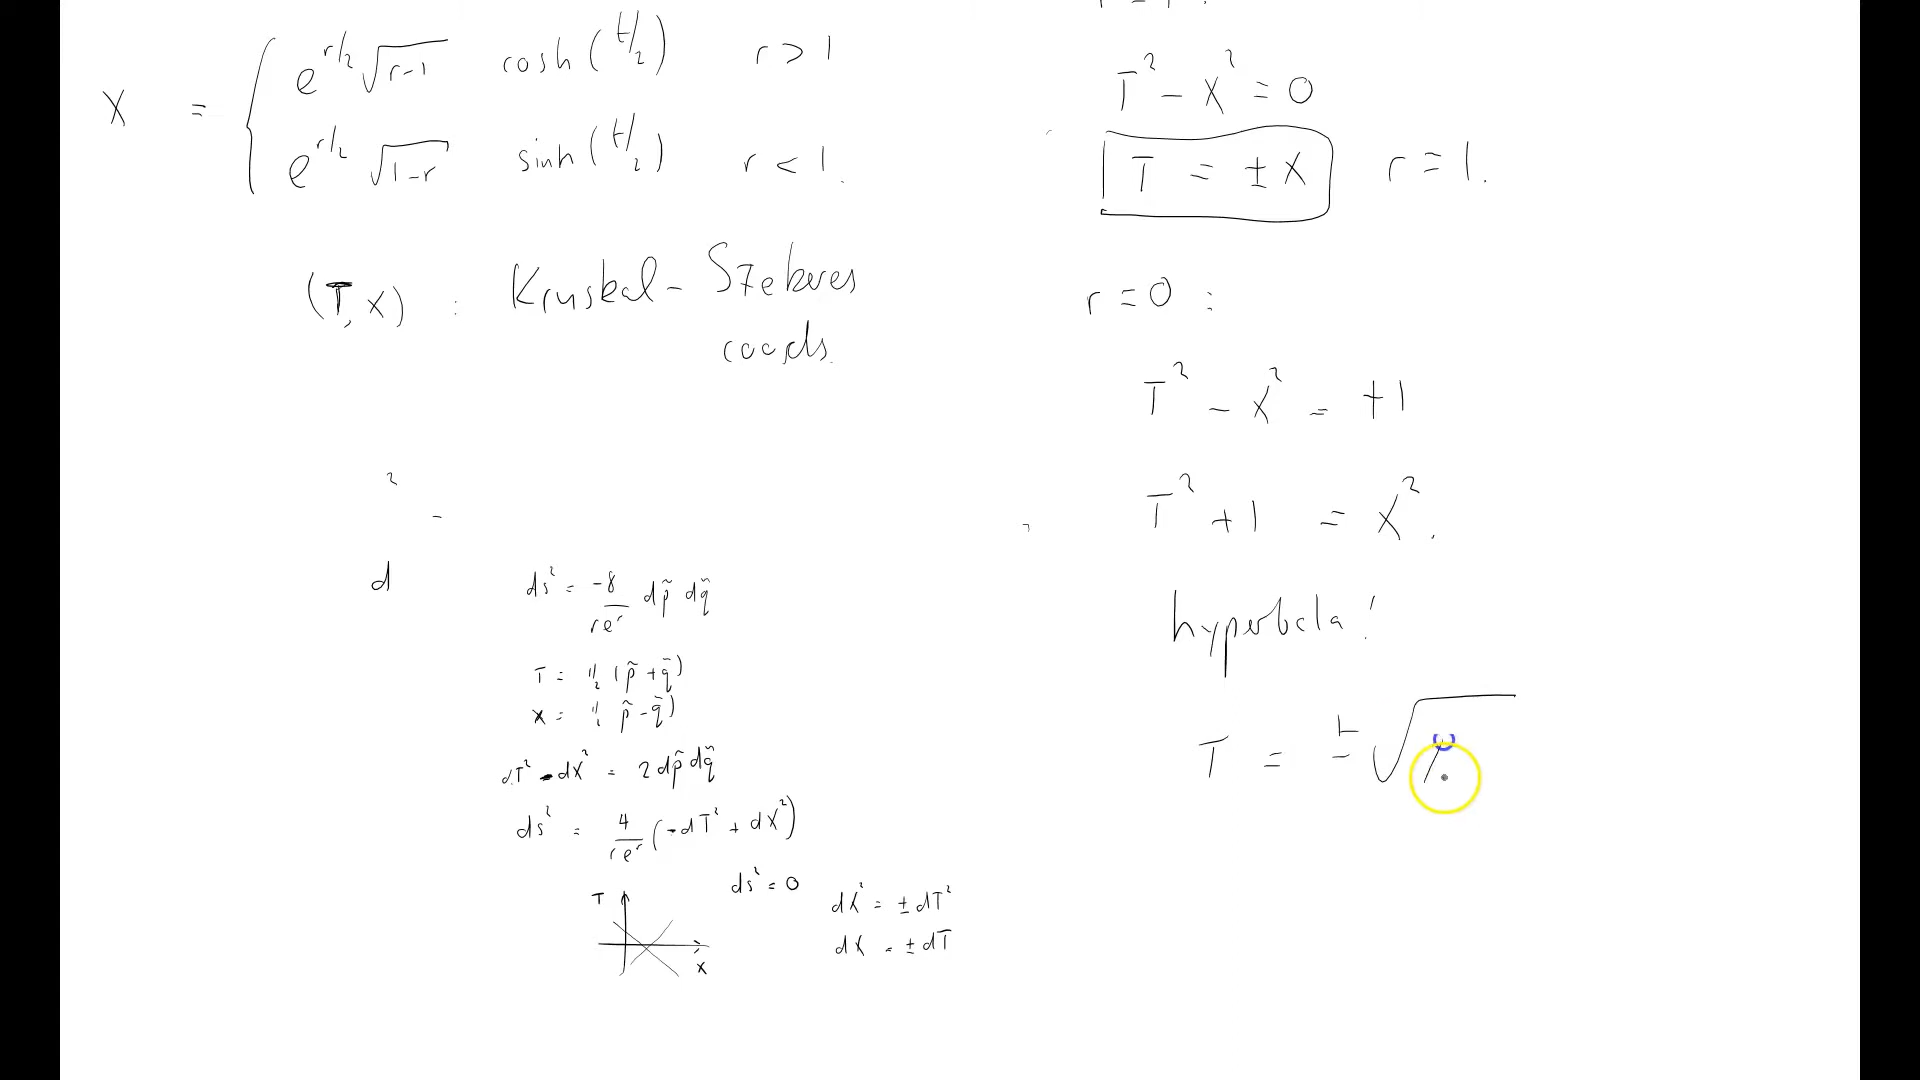 X = { e^{r/2} √(r-1) cosh(t/2) r > 1
e^{r/2} √(1-r) sinh(t/2) r < 1.
(T, X) : Kruskal - Szekeres
coords.
2
-
d
ds² = -8/(re^r) dp̃ dq̃
T = 1/2 (p̃ + q̃)
X = 1/2 (p̃ - q̃)
dT² - dX² = 2 dp̃ dq̃
ds² = 4/(re^r) (-dT² + dX²)
T
X
ds² = 0
dX² = ± dT²
dX = ± dT
T² - X² = 0
T = ± X r = 1.
r = 0 :
T² - X² = +1
T² + 1 = X².
hyperbola!
T = ± √